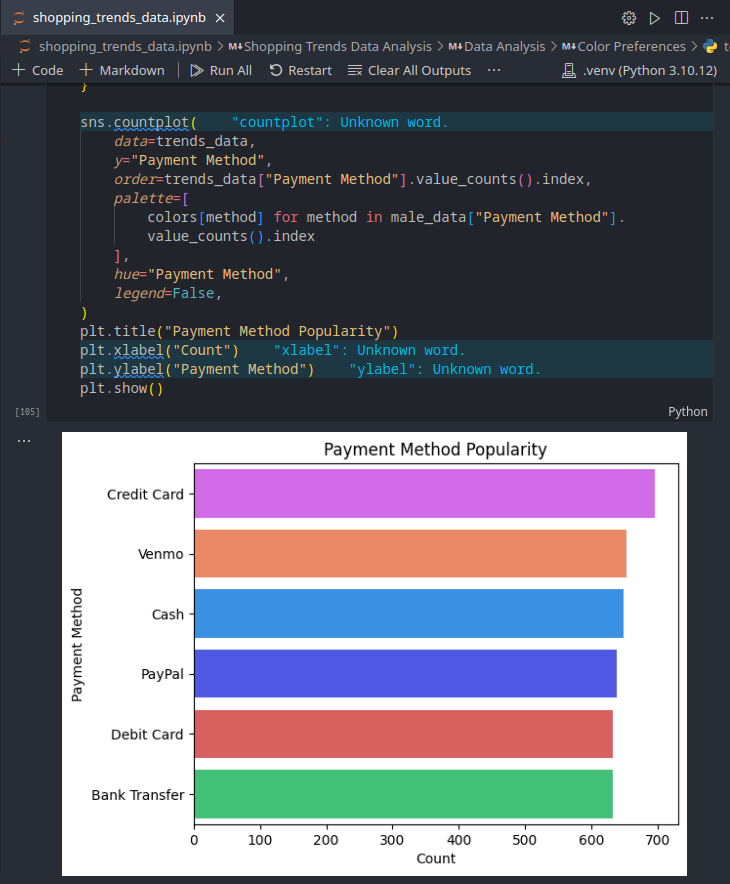 shopping_trends_data.ipynb
shopping_trends_data.ipynb > M↓Shopping Trends Data Analysis > M↓Data Analysis > M↓Color Preferences >
+ Code + Markdown | Run All Restart Clear All Outputs ... .venv (Python 3.10.12)
}
sns.countplot( "countplot": Unknown word.
data=trends_data,
y="Payment Method",
order=trends_data["Payment Method"].value_counts().index,
palette=[
colors[method] for method in male_data["Payment Method"].
value_counts().index
],
hue="Payment Method",
legend=False,
)
plt.title("Payment Method Popularity")
plt.xlabel("Count") "xlabel": Unknown word.
plt.ylabel("Payment Method") "ylabel": Unknown word.
plt.show()
[105]
Python
...
Payment Method Popularity
Credit Card
Venmo
Cash
PayPal
Debit Card
Bank Transfer
Payment Method
0 100 200 300 400 500 600 700
Count